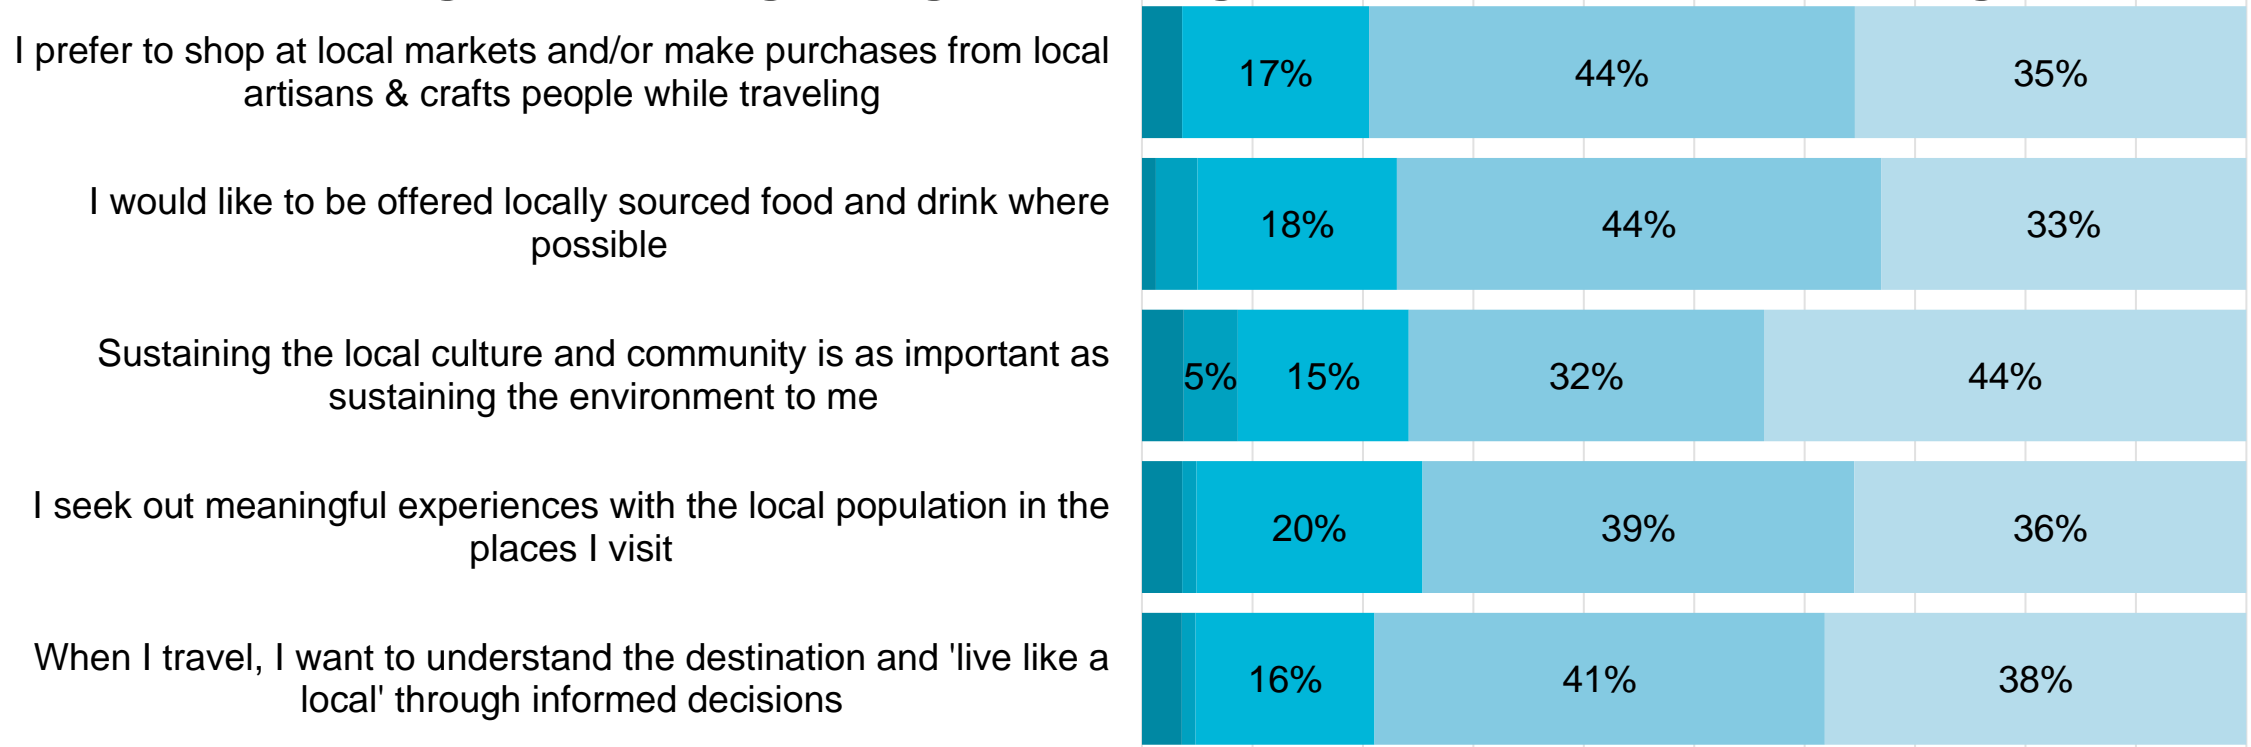 I prefer to shop at local markets and/or make purchases from local
artisans & crafts people while traveling
17% 44% 35%
I would like to be offered locally sourced food and drink where
possible
18% 44% 33%
Sustaining the local culture and community is as important as
sustaining the environment to me
5% 15% 32% 44%
I seek out meaningful experiences with the local population in the
places I visit
20% 39% 36%
When I travel, I want to understand the destination and 'live like a
local' through informed decisions
16% 41% 38%